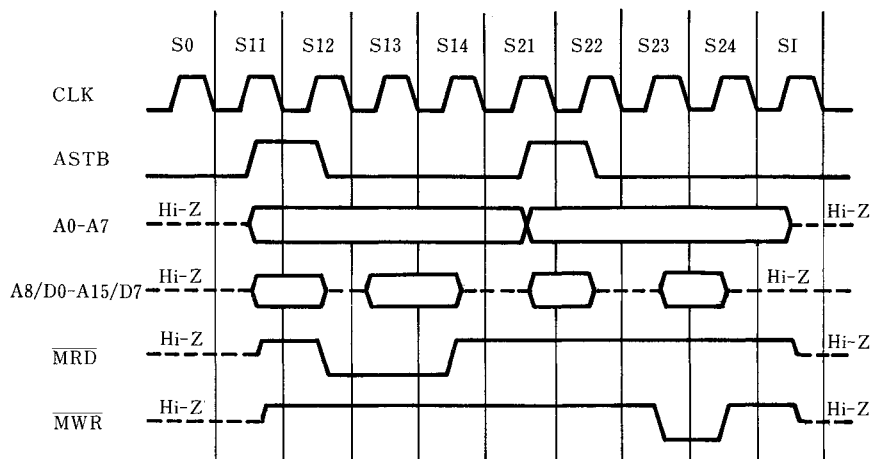 S0 S11 S12 S13 S14 S21 S22 S23 S24 SI
CLK
ASTB
A0-A7 Hi-Z Hi-Z
A8/D0-A15/D7 Hi-Z Hi-Z
MRD Hi-Z Hi-Z
MWR Hi-Z Hi-Z